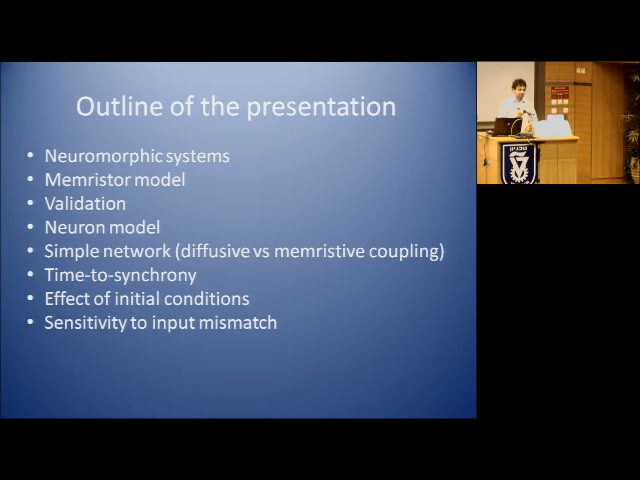 Outline of the presentation
• Neuromorphic systems
• Memristor model
• Validation
• Neuron model
• Simple network (diffusive vs memristive coupling)
• Time-to-synchrony
• Effect of initial conditions
• Sensitivity to input mismatch
טכניון